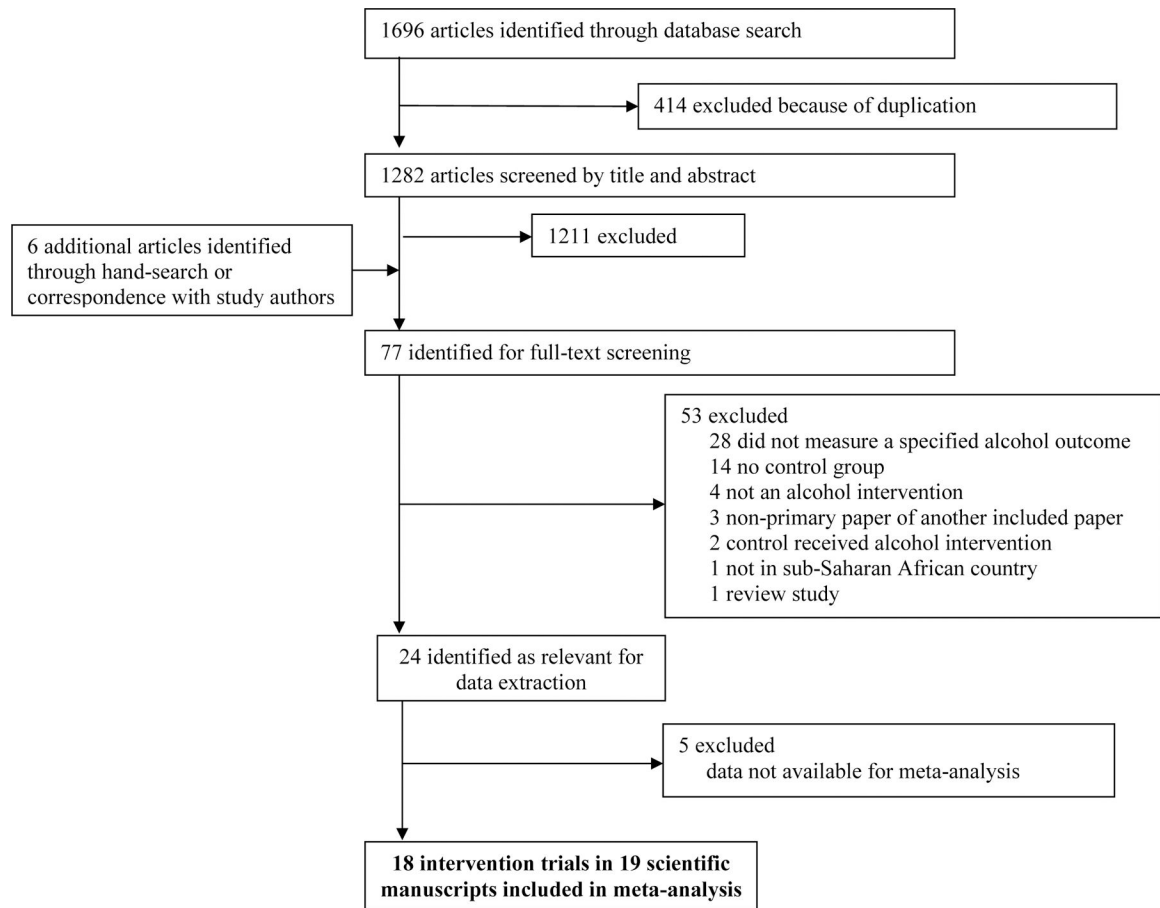 1696 articles identified through database search
414 excluded because of duplication
1282 articles screened by title and abstract
1211 excluded
6 additional articles identified
through hand-search or
correspondence with study authors
77 identified for full-text screening
53 excluded
28 did not measure a specified alcohol outcome
14 no control group
4 not an alcohol intervention
3 non-primary paper of another included paper
2 control received alcohol intervention
1 not in sub-Saharan African country
1 review study
24 identified as relevant for
data extraction
5 excluded
data not available for meta-analysis
18 intervention trials in 19 scientific
manuscripts included in meta-analysis